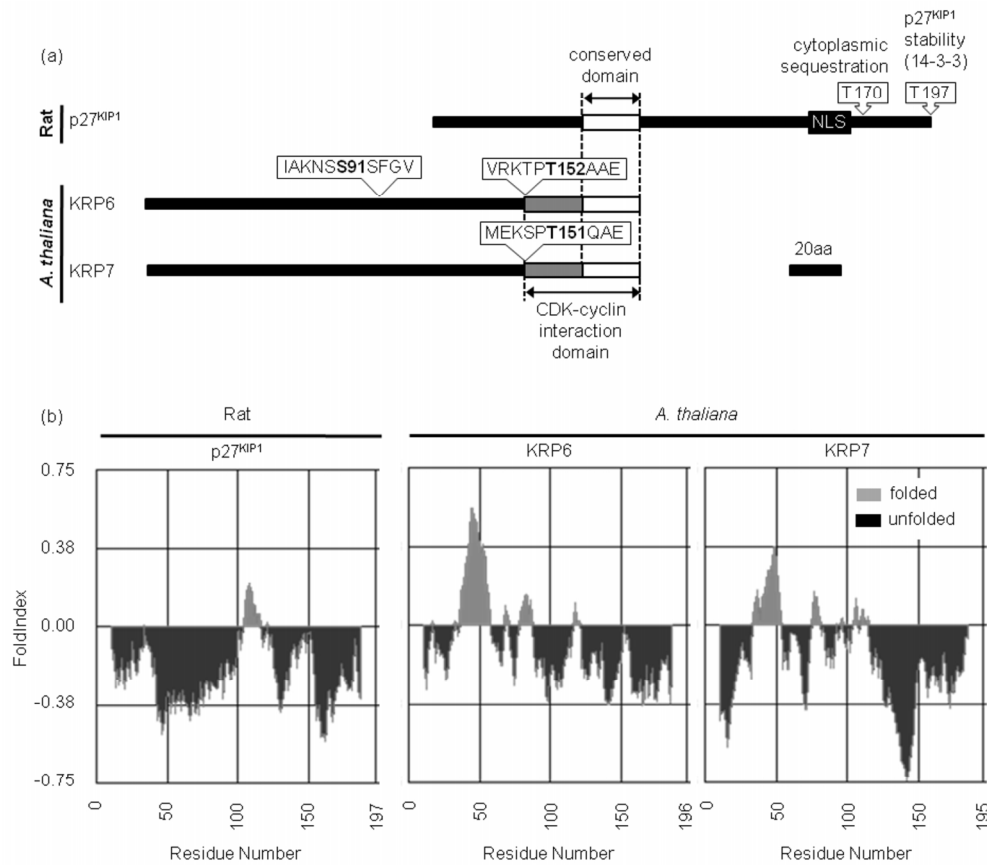 (a)
conserved
domain
cytoplasmic
sequestration
p27KIP1
stability
(14-3-3)
T170
T197
Rat
p27KIP1
NLS
IAKNSS91SFGV
VRKTPT152AAE
A. thaliana
KRP6
MEKSPT151QAE
KRP7
20aa
CDK-cyclin
interaction
domain
(b)
Rat
A. thaliana
p27KIP1
KRP6
KRP7
FoldIndex
0.75
0.38
0.00
-0.38
-0.75
folded
unfolded
0 50 100 150 197
0 50 100 150 196
0 50 100 150 195
Residue Number
Residue Number
Residue Number